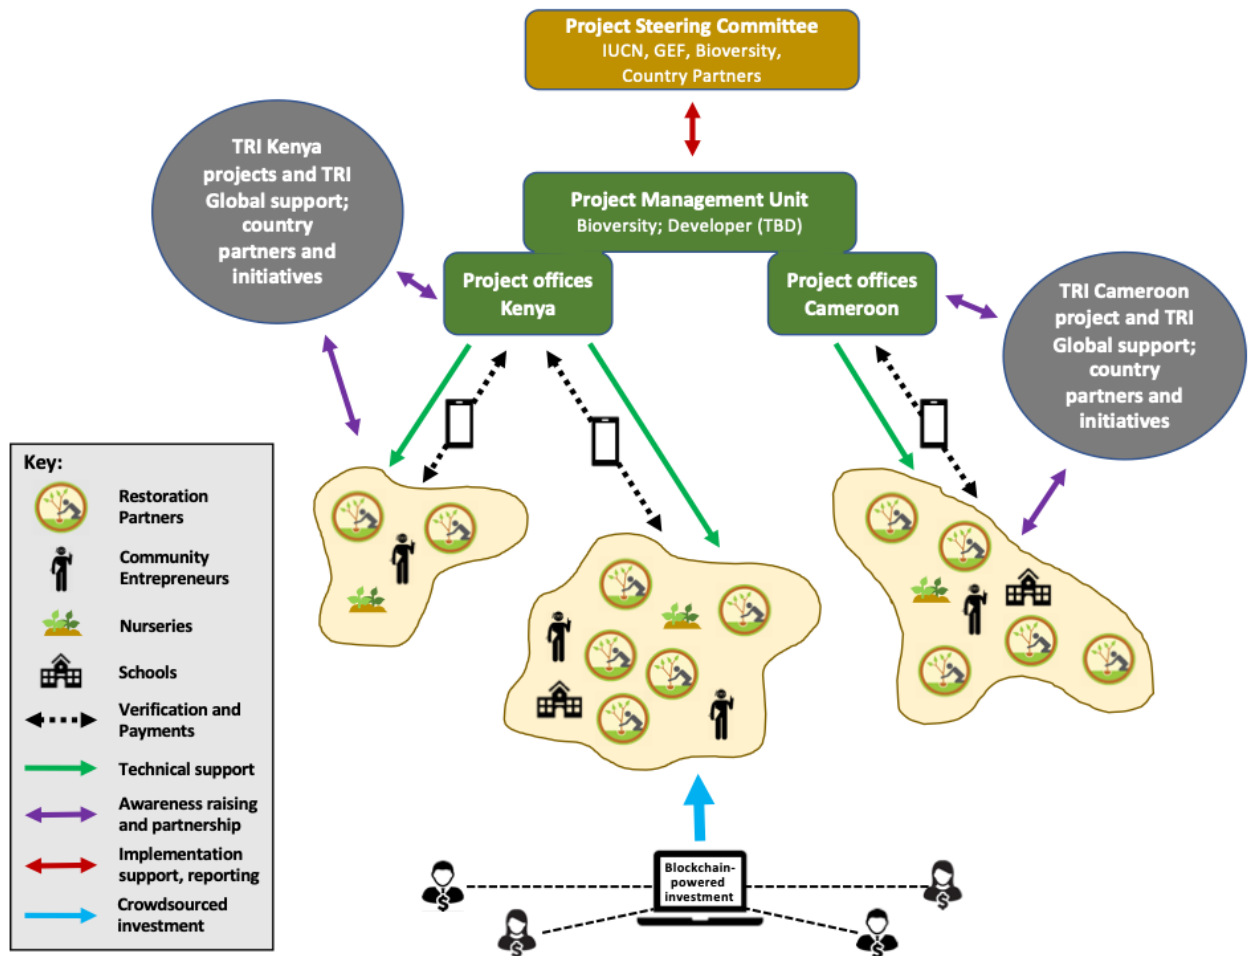 Project Steering Committee
IUCN, GEF, Bioversity,
Country Partners
TRI Kenya
projects and TRI
Global support;
country
partners and
initiatives
Project Management Unit
Bioversity; Developer (TBD)
Project offices
Kenya
Project offices
Cameroon
TRI Cameroon
project and TRI
Global support;
country
partners and
initiatives
Key:
Restoration
Partners
Community
Entrepreneurs
Nurseries
Schools
Verification and
Payments
Technical support
Awareness raising
and partnership
Implementation
support, reporting
Crowdsourced
investment
Blockchain-
powered
investment
$
$
$
$